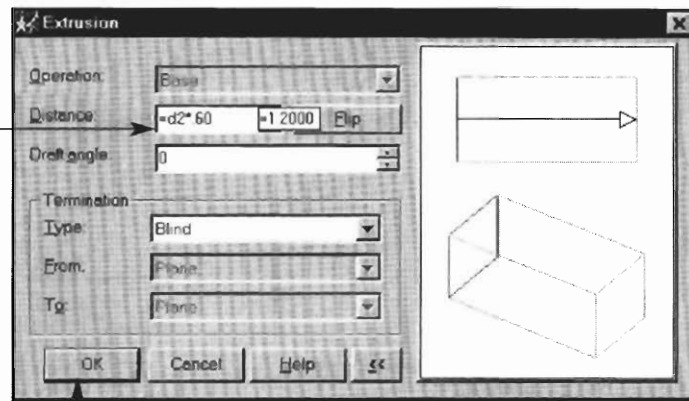 Extrusion
Operation: Base
Distance: =d2*.60 =1.2000 Flip
Draft angle 0
Termination
Type: Blind
From. Plane
To: Plane
OK Cancel Help <<